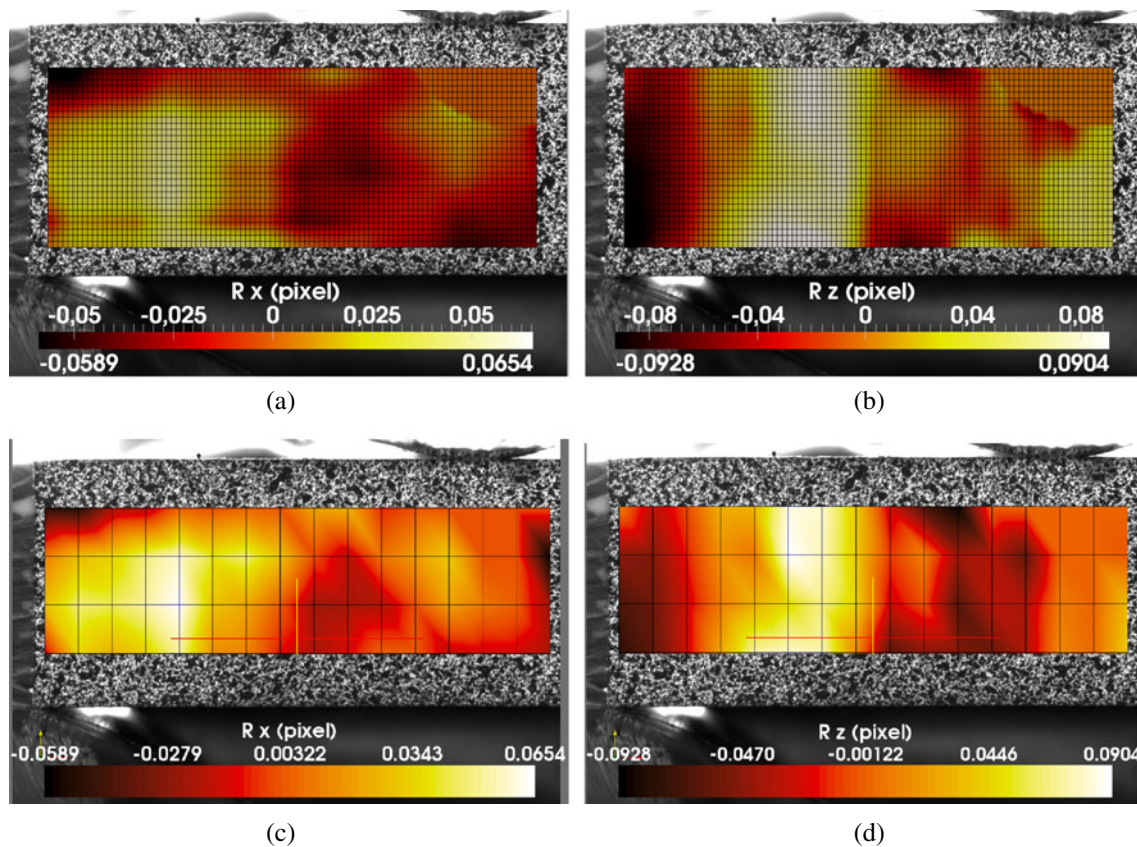 R x (pixel)
-0,05 -0,025 0 0,025 0,05
-0,0589 0,0654
R z (pixel)
-0,08 -0,04 0 0,04 0,08
-0,0928 0,0904
(a) (b)
R x (pixel)
-0.0589 -0.0279 0.00322 0.0343 0.0654
R z (pixel)
-0.0928 -0.0470 -0.00122 0.0446 0.0904
(c) (d)